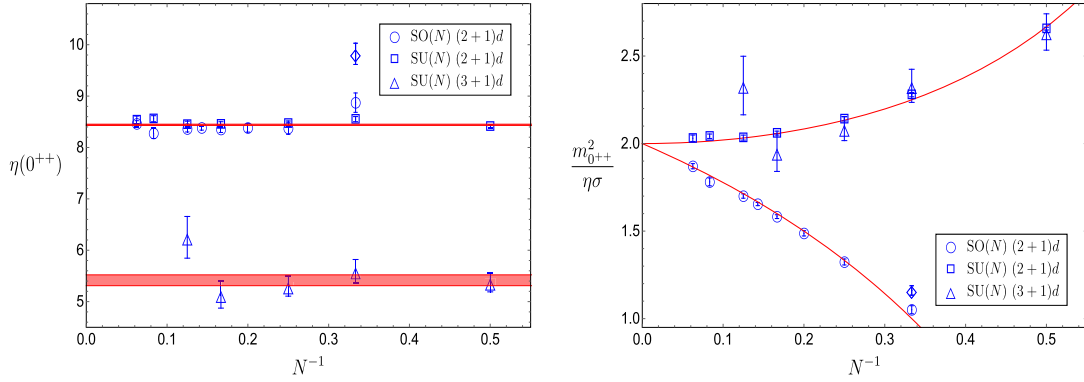 10
9
8
7
6
5
η(0⁺⁺)
SO(N) (2+1)d
SU(N) (2+1)d
SU(N) (3+1)d
0.0 0.1 0.2 0.3 0.4 0.5
N⁻¹
2.5
2.0
1.5
1.0
m²₀₊₊
ησ
SO(N) (2+1)d
SU(N) (2+1)d
SU(N) (3+1)d
0.0 0.1 0.2 0.3 0.4 0.5
N⁻¹